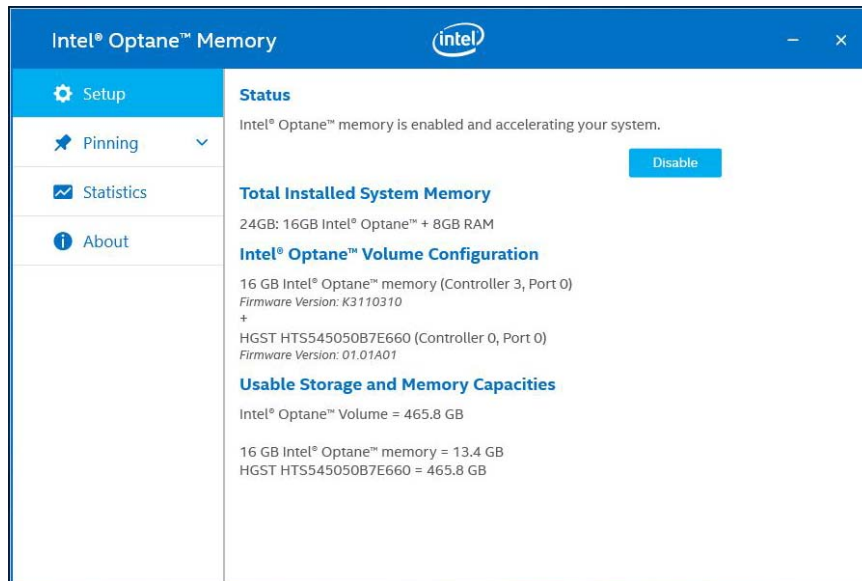 Intel® Optane™ Memory
intel
Setup
Pinning
Statistics
About
Status
Intel® Optane™ memory is enabled and accelerating your system.
Disable
Total Installed System Memory
24GB: 16GB Intel® Optane™ + 8GB RAM
Intel® Optane™ Volume Configuration
16 GB Intel® Optane™ memory (Controller 3, Port 0)
Firmware Version: K3110310
+
HGST HTS545050B7E660 (Controller 0, Port 0)
Firmware Version: 01.01A01
Usable Storage and Memory Capacities
Intel® Optane™ Volume = 465.8 GB
16 GB Intel® Optane™ memory = 13.4 GB
HGST HTS545050B7E660 = 465.8 GB